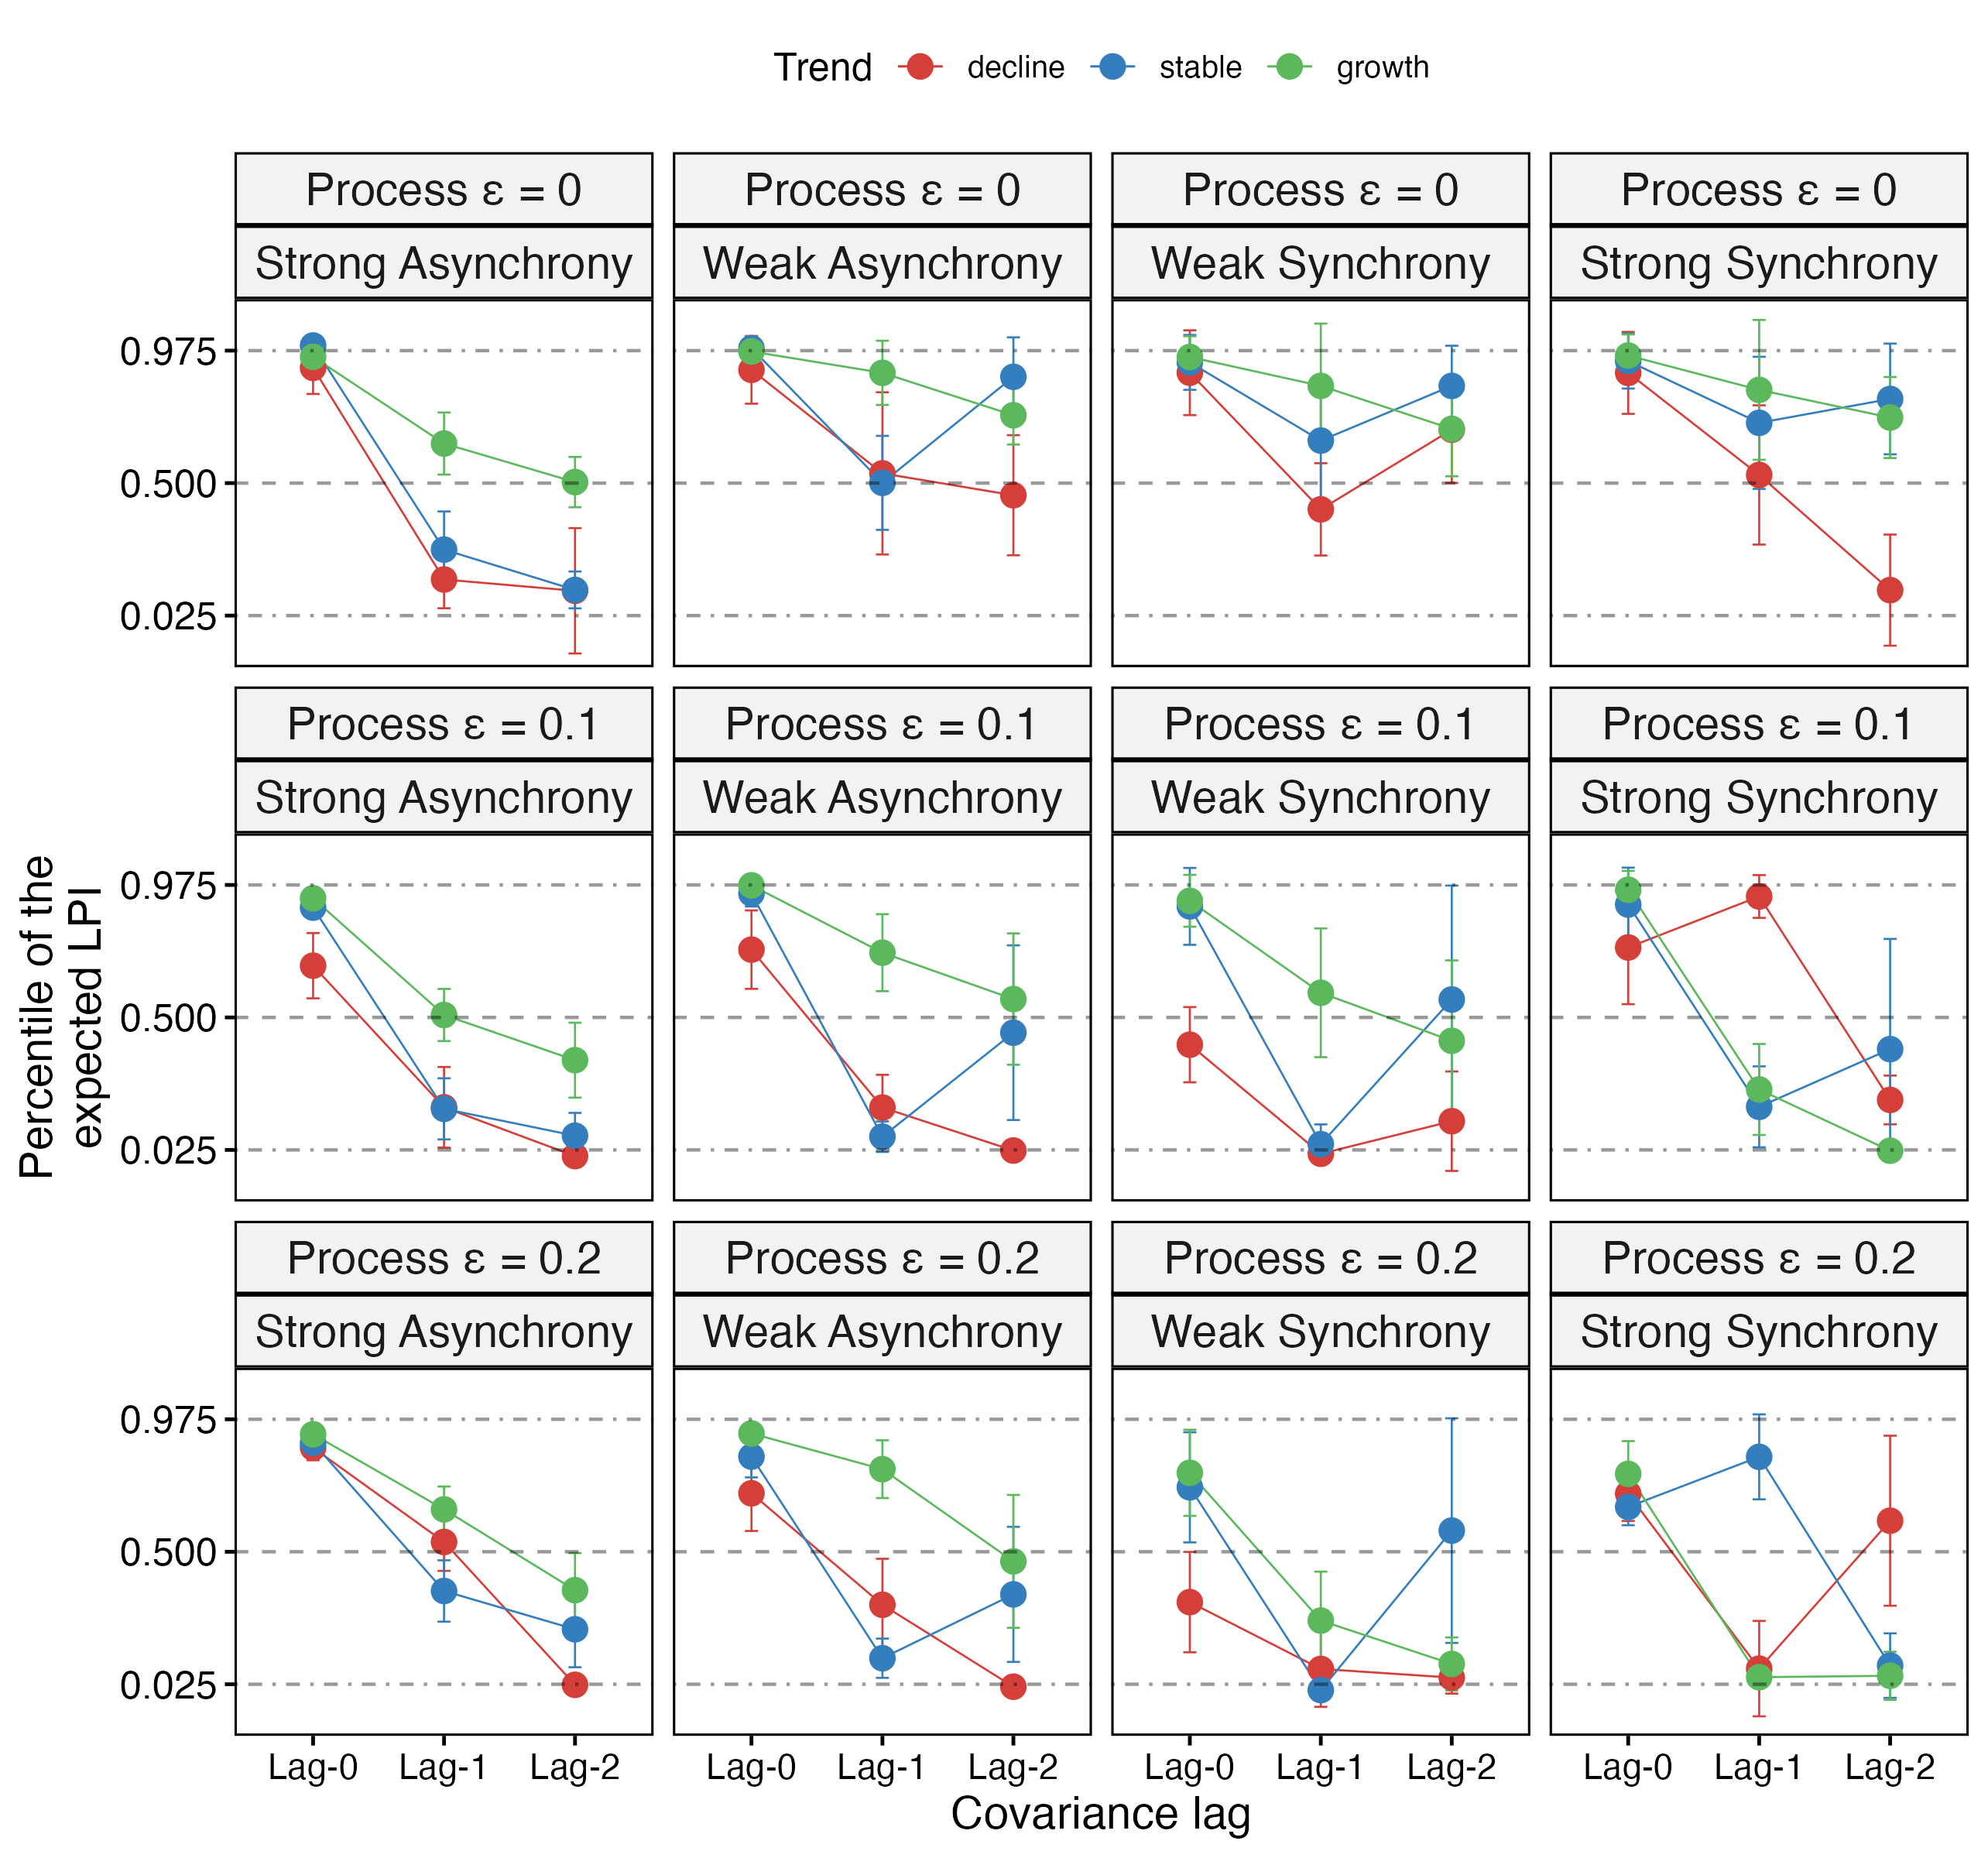 Trend decline stable growth
Process ε = 0 Process ε = 0 Process ε = 0 Process ε = 0
Strong Asynchrony Weak Asynchrony Weak Synchrony Strong Synchrony
0.975
0.500
0.025
Process ε = 0.1 Process ε = 0.1 Process ε = 0.1 Process ε = 0.1
Strong Asynchrony Weak Asynchrony Weak Synchrony Strong Synchrony
0.975
0.500
0.025
Percentile of the
expected LPI
Process ε = 0.2 Process ε = 0.2 Process ε = 0.2 Process ε = 0.2
Strong Asynchrony Weak Asynchrony Weak Synchrony Strong Synchrony
0.975
0.500
0.025
Lag-0 Lag-1 Lag-2 Lag-0 Lag-1 Lag-2 Lag-0 Lag-1 Lag-2 Lag-0 Lag-1 Lag-2
Covariance lag